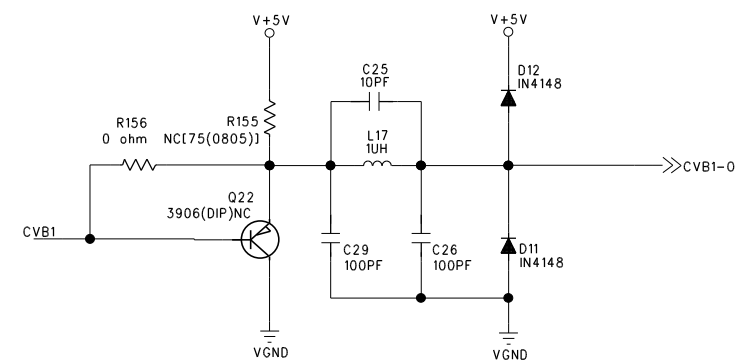 V+5V
V+5V
C25
10PF
D12
IN4148
R156
0 ohm
R155
NC[75(0805)]
L17
1UH
CVB1-0
Q22
3906(DIP)NC
CVB1
C29
100PF
C26
100PF
D11
IN4148
VGND
VGND